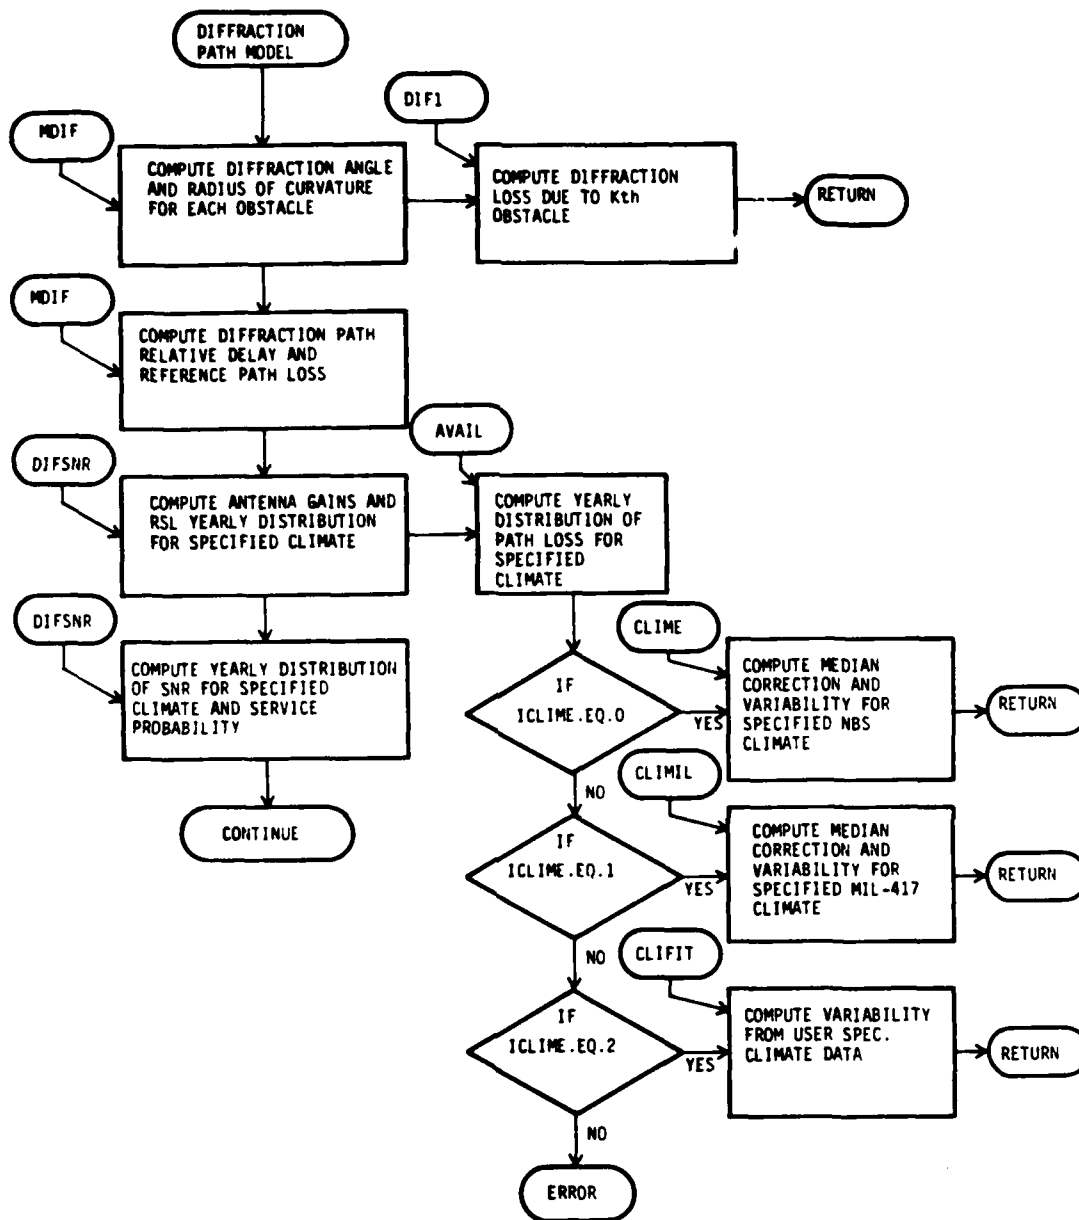 DIFFRACTION
PATH MODEL
MDIF
DIF1
COMPUTE DIFFRACTION ANGLE
AND RADIUS OF CURVATURE
FOR EACH OBSTACLE
COMPUTE DIFFRACTION
LOSS DUE TO Kth
OBSTACLE
RETURN
MDIF
COMPUTE DIFFRACTION PATH
RELATIVE DELAY AND
REFERENCE PATH LOSS
DIFSNR
AVAIL
COMPUTE ANTENNA GAINS AND
RSL YEARLY DISTRIBUTION
FOR SPECIFIED CLIMATE
COMPUTE YEARLY
DISTRIBUTION OF
PATH LOSS FOR
SPECIFIED
CLIMATE
DIFSNR
COMPUTE YEARLY DISTRIBUTION
OF SNR FOR SPECIFIED
CLIMATE AND SERVICE
PROBABILITY
CONTINUE
IF
ICLIME.EQ.0
YES
NO
CLIME
COMPUTE MEDIAN
CORRECTION AND
VARIABILITY FOR
SPECIFIED NBS
CLIMATE
RETURN
IF
ICLIME.EQ.1
YES
NO
CLIMIL
COMPUTE MEDIAN
CORRECTION AND
VARIABILITY FOR
SPECIFIED MIL-417
CLIMATE
RETURN
IF
ICLIME.EQ.2
YES
NO
CLIFIT
COMPUTE VARIABILITY
FROM USER SPEC.
CLIMATE DATA
RETURN
ERROR